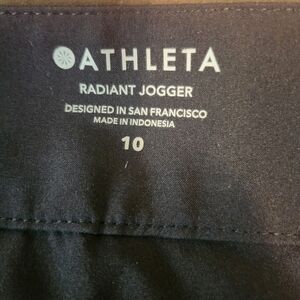 ATHLETA
RADIANT JOGGER
DESIGNED IN SAN FRANCISCO
MADE IN INDONESIA
10